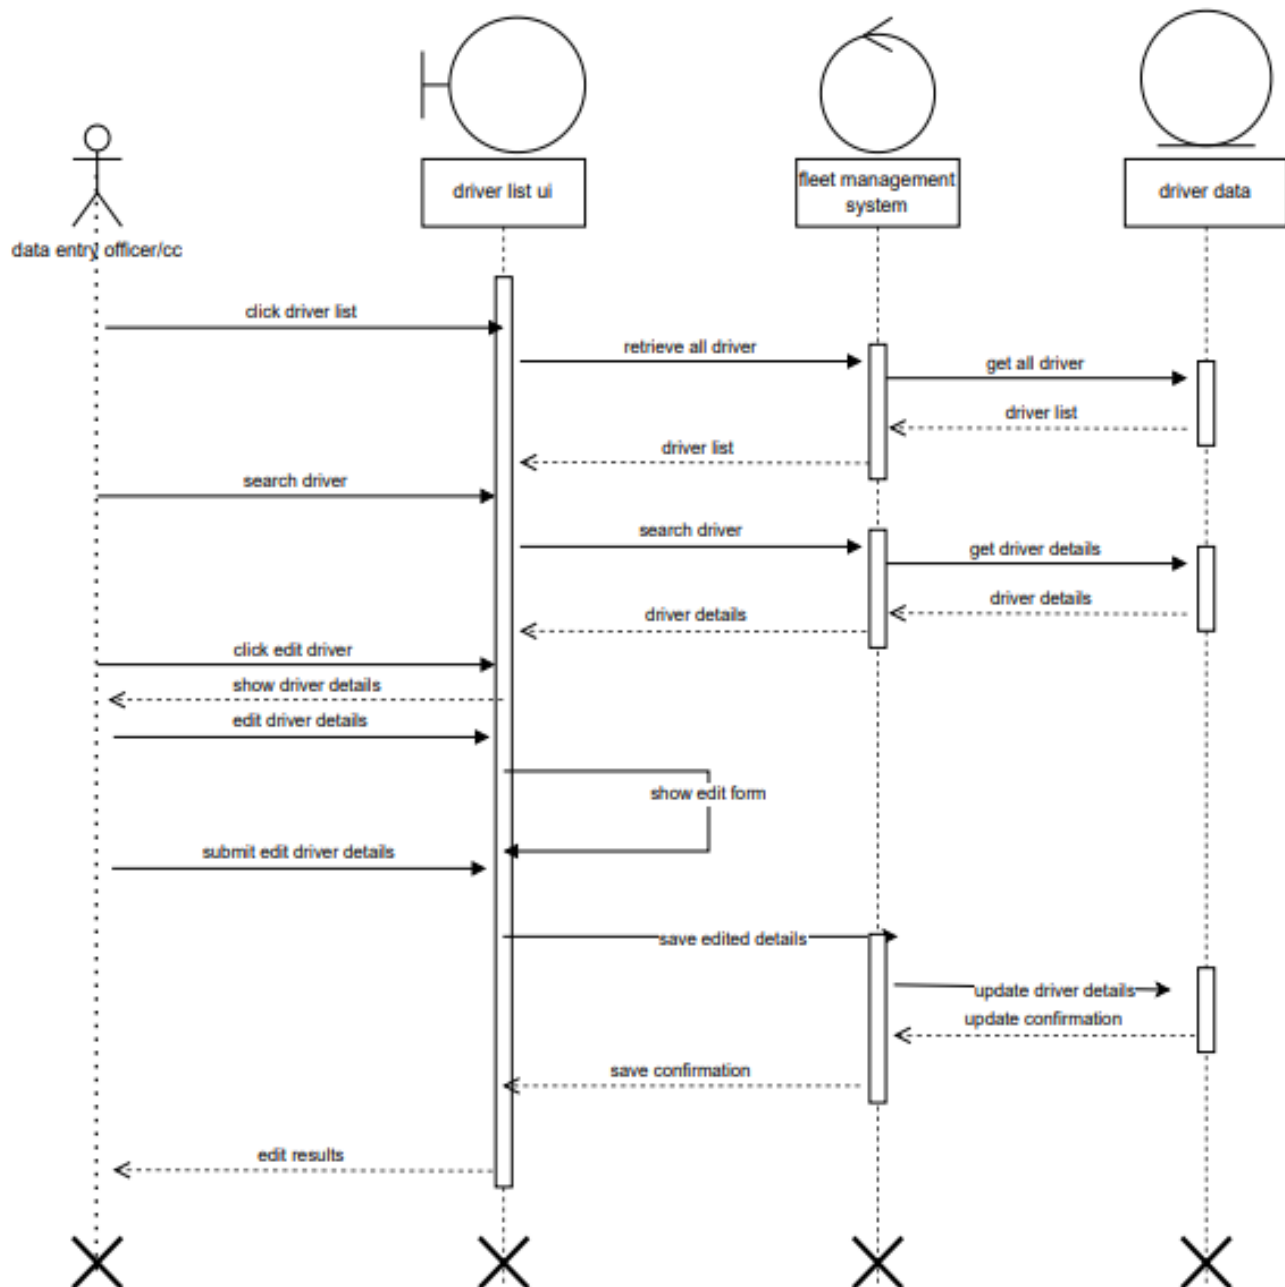 driver list ui
fleet management
system
driver data
data entry officer/cc
click driver list
retrieve all driver
get all driver
driver list
driver list
search driver
search driver
get driver details
driver details
driver details
click edit driver
show driver details
edit driver details
show edit form
submit edit driver details
save edited details
update driver details
update confirmation
save confirmation
edit results